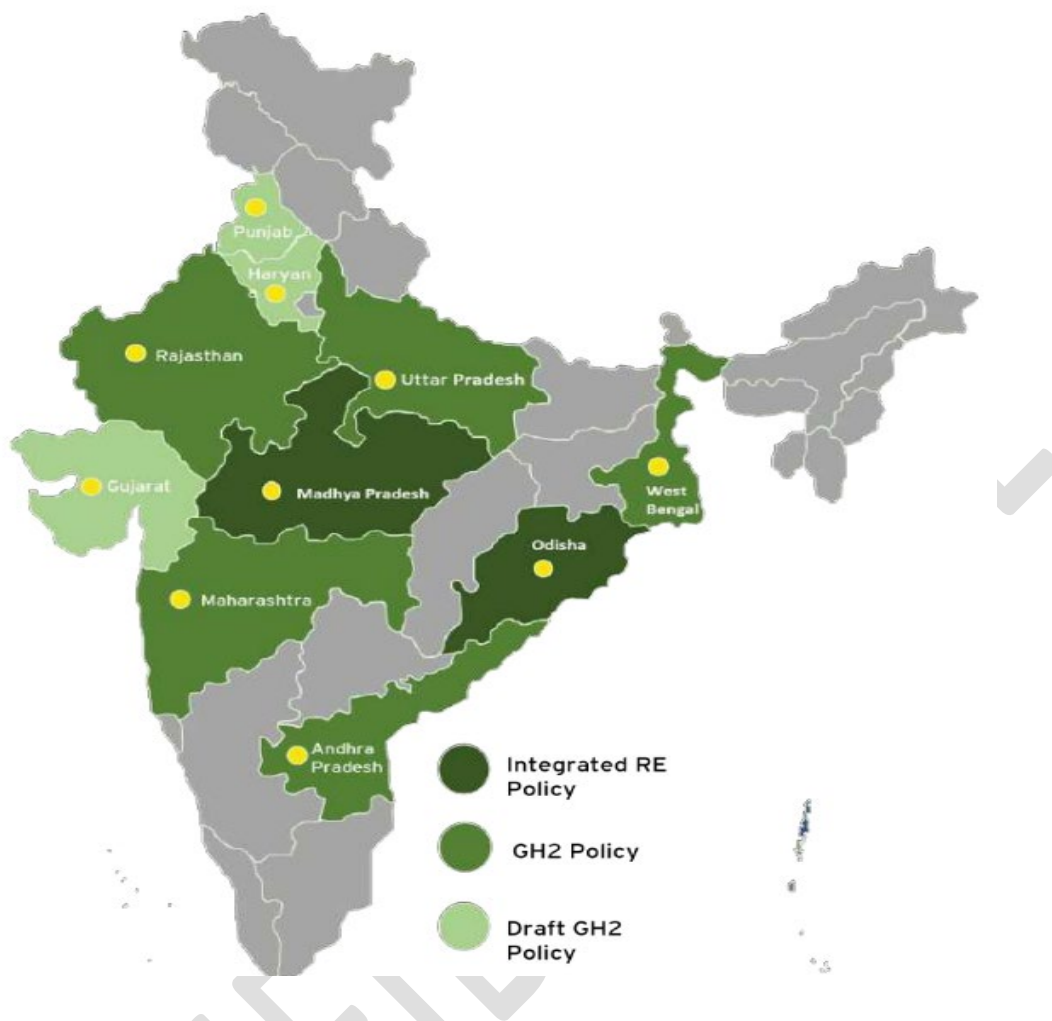 Punjab
Haryan
Rajasthan
Uttar Pradesh
Gujarat
Madhya Pradesh
West
Bengal
Odisha
Maharashtra
Andhra
Pradesh
Integrated RE
Policy
GH2 Policy
Draft GH2
Policy